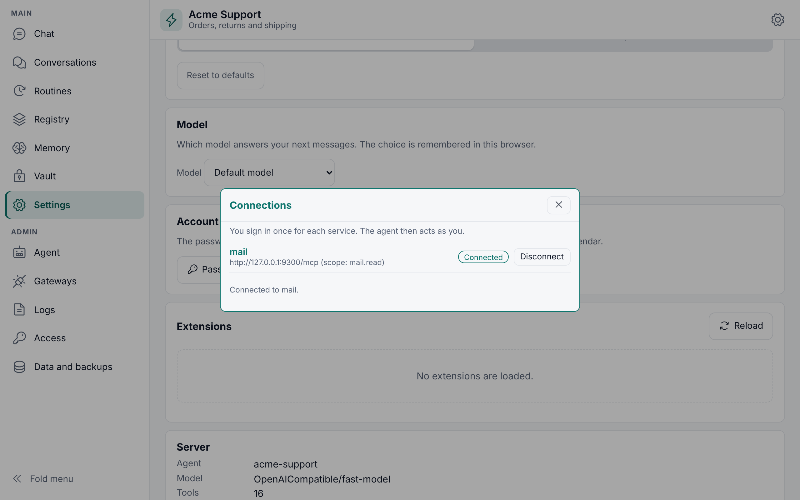 MAIN
Chat
Conversations
Routines
Registry
Memory
Vault
Settings
ADMIN
Agent
Gateways
Logs
Access
Data and backups
Fold menu
Acme Support
Orders, returns and shipping
Reset to defaults
Model
Which model answers your next messages. The choice is remembered in this browser.
Model Default model
Account
The passw
endar.
Pass
Connections
You sign in once for each service. The agent then acts as you.
mail
http://127.0.0.1:9300/mcp (scope: mail.read)
Connected
Disconnect
Connected to mail.
Extensions
Reload
No extensions are loaded.
Server
Agent acme-support
Model OpenAICompatible/fast-model
Tools 16